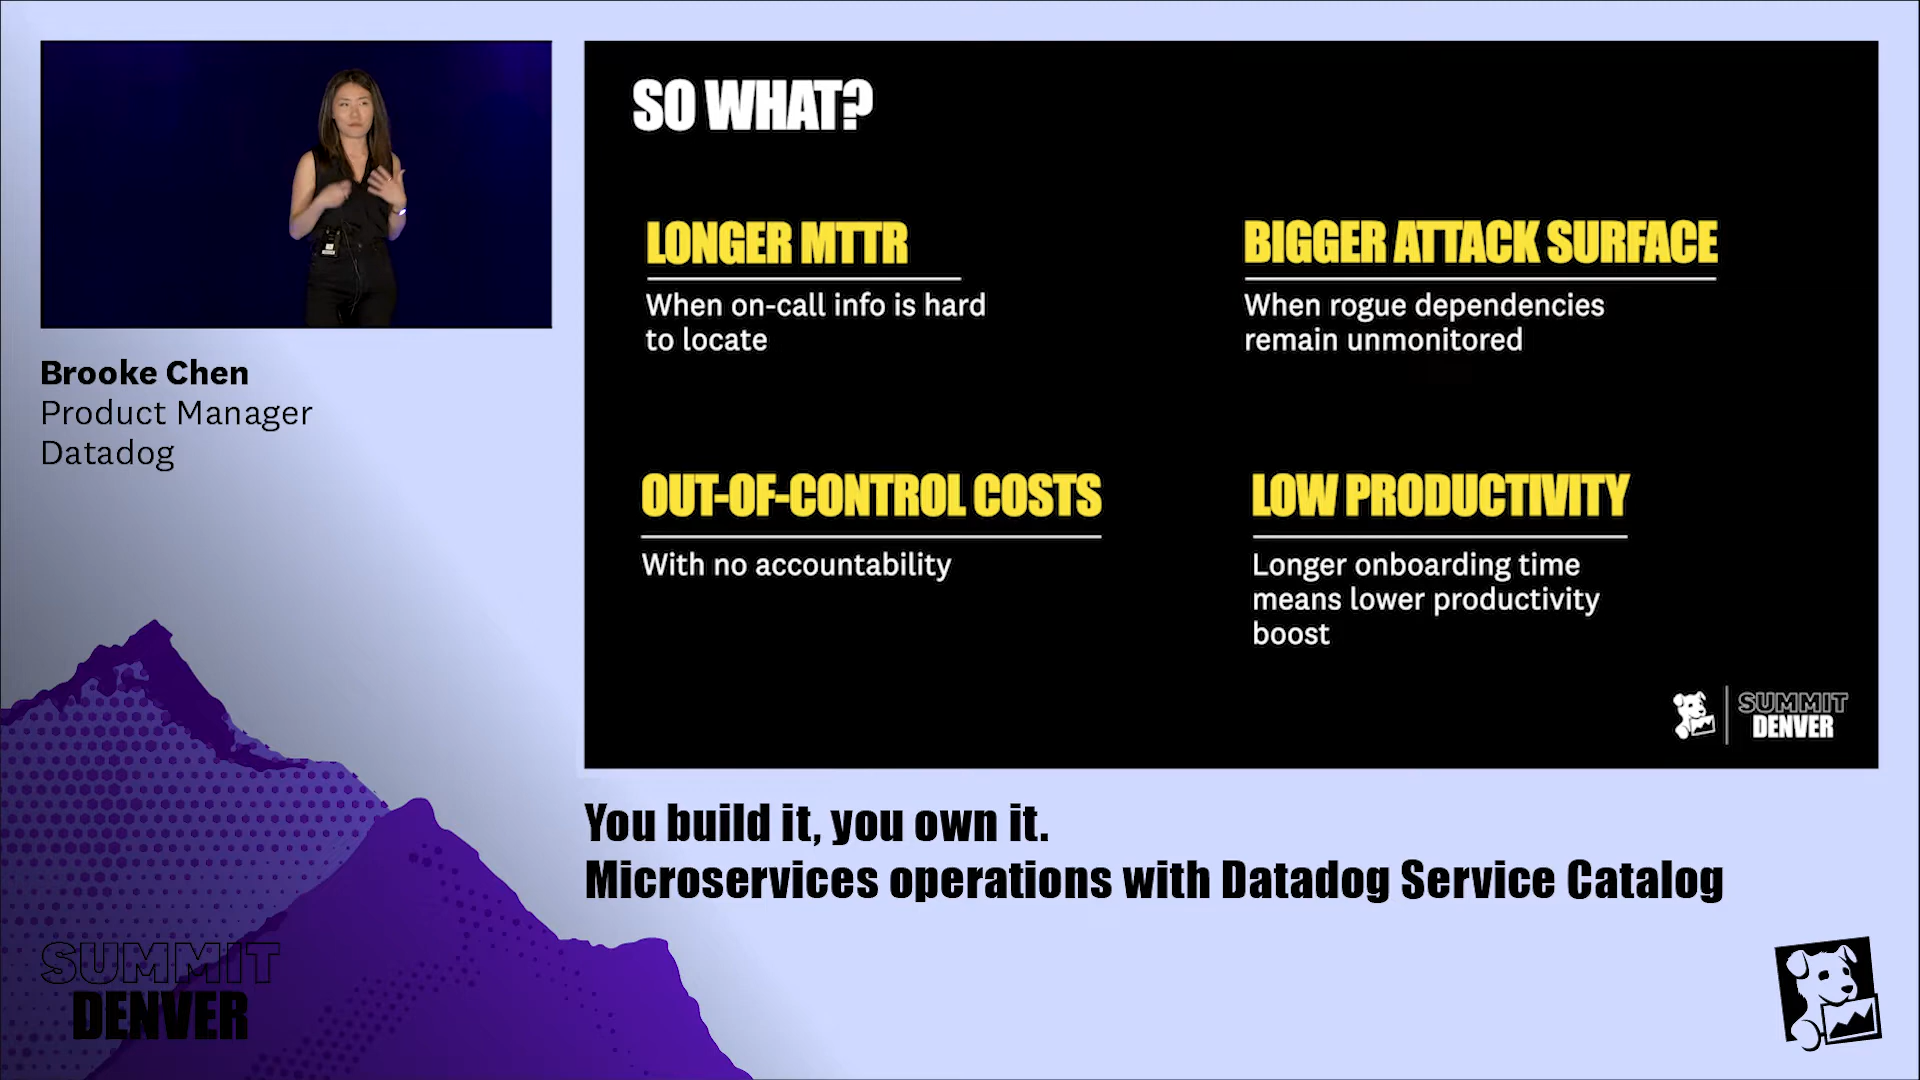 SO WHAT?
LONGER MTTR
When on-call info is hard
to locate
BIGGER ATTACK SURFACE
When rogue dependencies
remain unmonitored
OUT-OF-CONTROL COSTS
With no accountability
LOW PRODUCTIVITY
Longer onboarding time
means lower productivity
boost
SUMMIT
DENVER
Brooke Chen
Product Manager
Datadog
You build it, you own it.
Microservices operations with Datadog Service Catalog
SUMMIT
DENVER